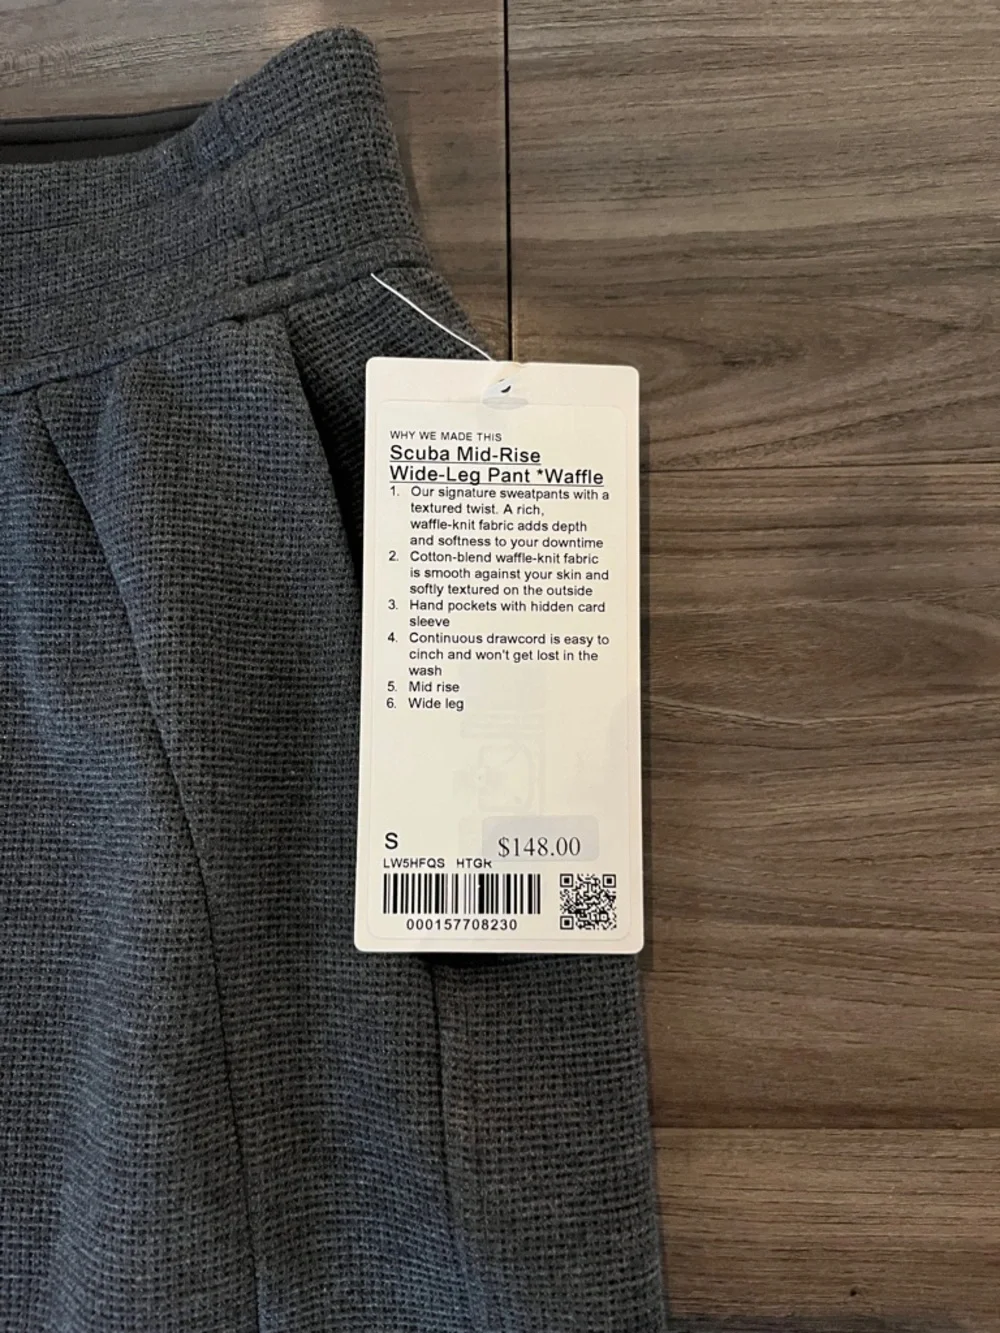 WHY WE MADE THIS
Scuba Mid-Rise
Wide-Leg Pant *Waffle
1. Our signature sweatpants with a
textured twist. A rich,
waffle-knit fabric adds depth
and softness to your downtime
2. Cotton-blend waffle-knit fabric
is smooth against your skin and
softly textured on the outside
3. Hand pockets with hidden card
sleeve
4. Continuous drawcord is easy to
cinch and won't get lost in the
wash
5. Mid rise
6. Wide leg
S
$148.00
LW5HFQS HTGR
000157708230